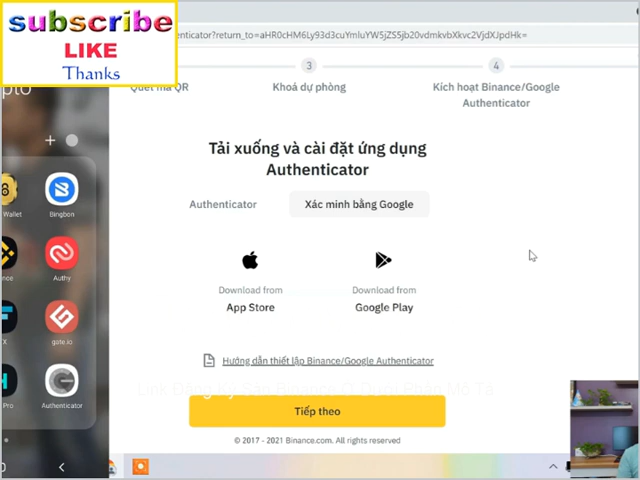 subscribe
LIKE
Thanks
enticator?return_to=aHR0cHM6Ly93d3cuYmluYW5jZS5jb20vdmkvbXkvc2VjdXJpdHk=
3
4
Quét mã QR
Khoá dự phòng
Kích hoạt Binance/Google
Authenticator
Tải xuống và cài đặt ứng dụng
Authenticator
Authenticator
Xác minh bằng Google
Wallet
Bingbon
Authy
gate.io
Pro
Authenticator
Download from
App Store
Download from
Google Play
Hướng dẫn thiết lập Binance/Google Authenticator
Tiếp theo
© 2017 - 2021 Binance.com. All rights reserved